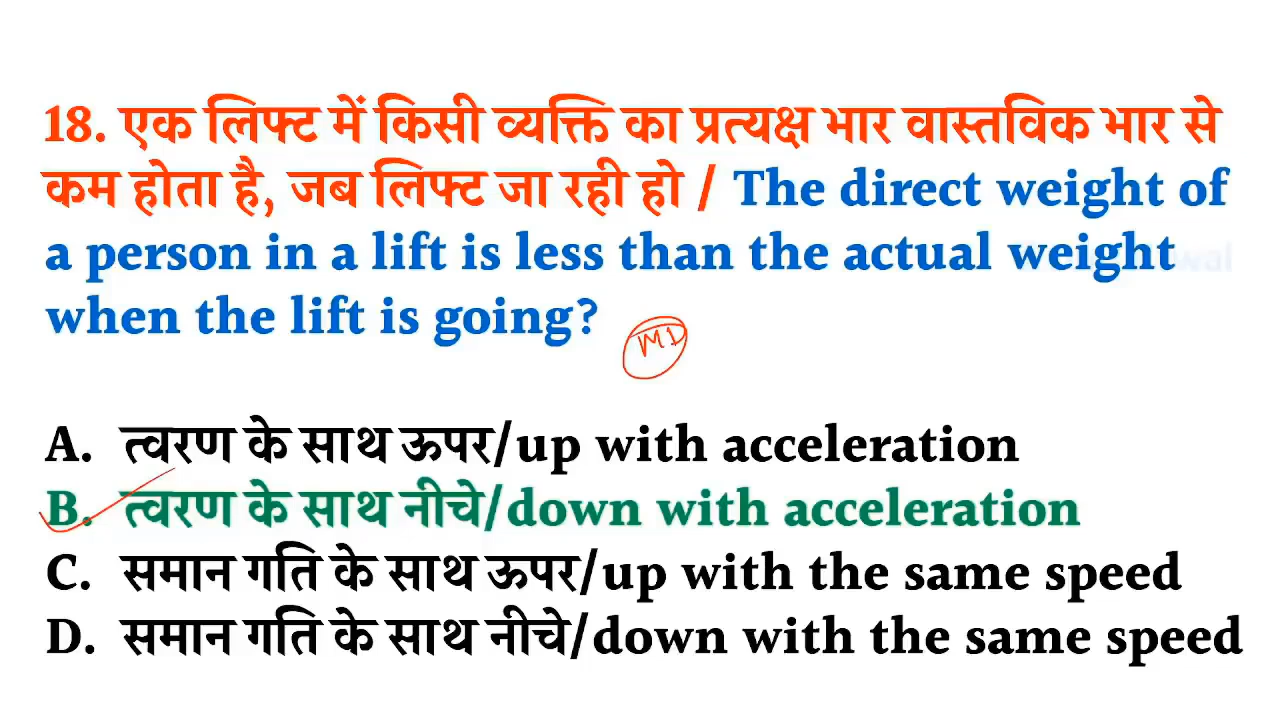 18. एक लिफ्ट में किसी व्यक्ति का प्रत्यक्ष भार वास्तविक भार से
कम होता है, जब लिफ्ट जा रही हो / The direct weight of
a person in a lift is less than the actual weight
when the lift is going?
A. त्वरण के साथ ऊपर/up with acceleration
B. त्वरण के साथ नीचे/down with acceleration
C. समान गति के साथ ऊपर/up with the same speed
D. समान गति के साथ नीचे/down with the same speed